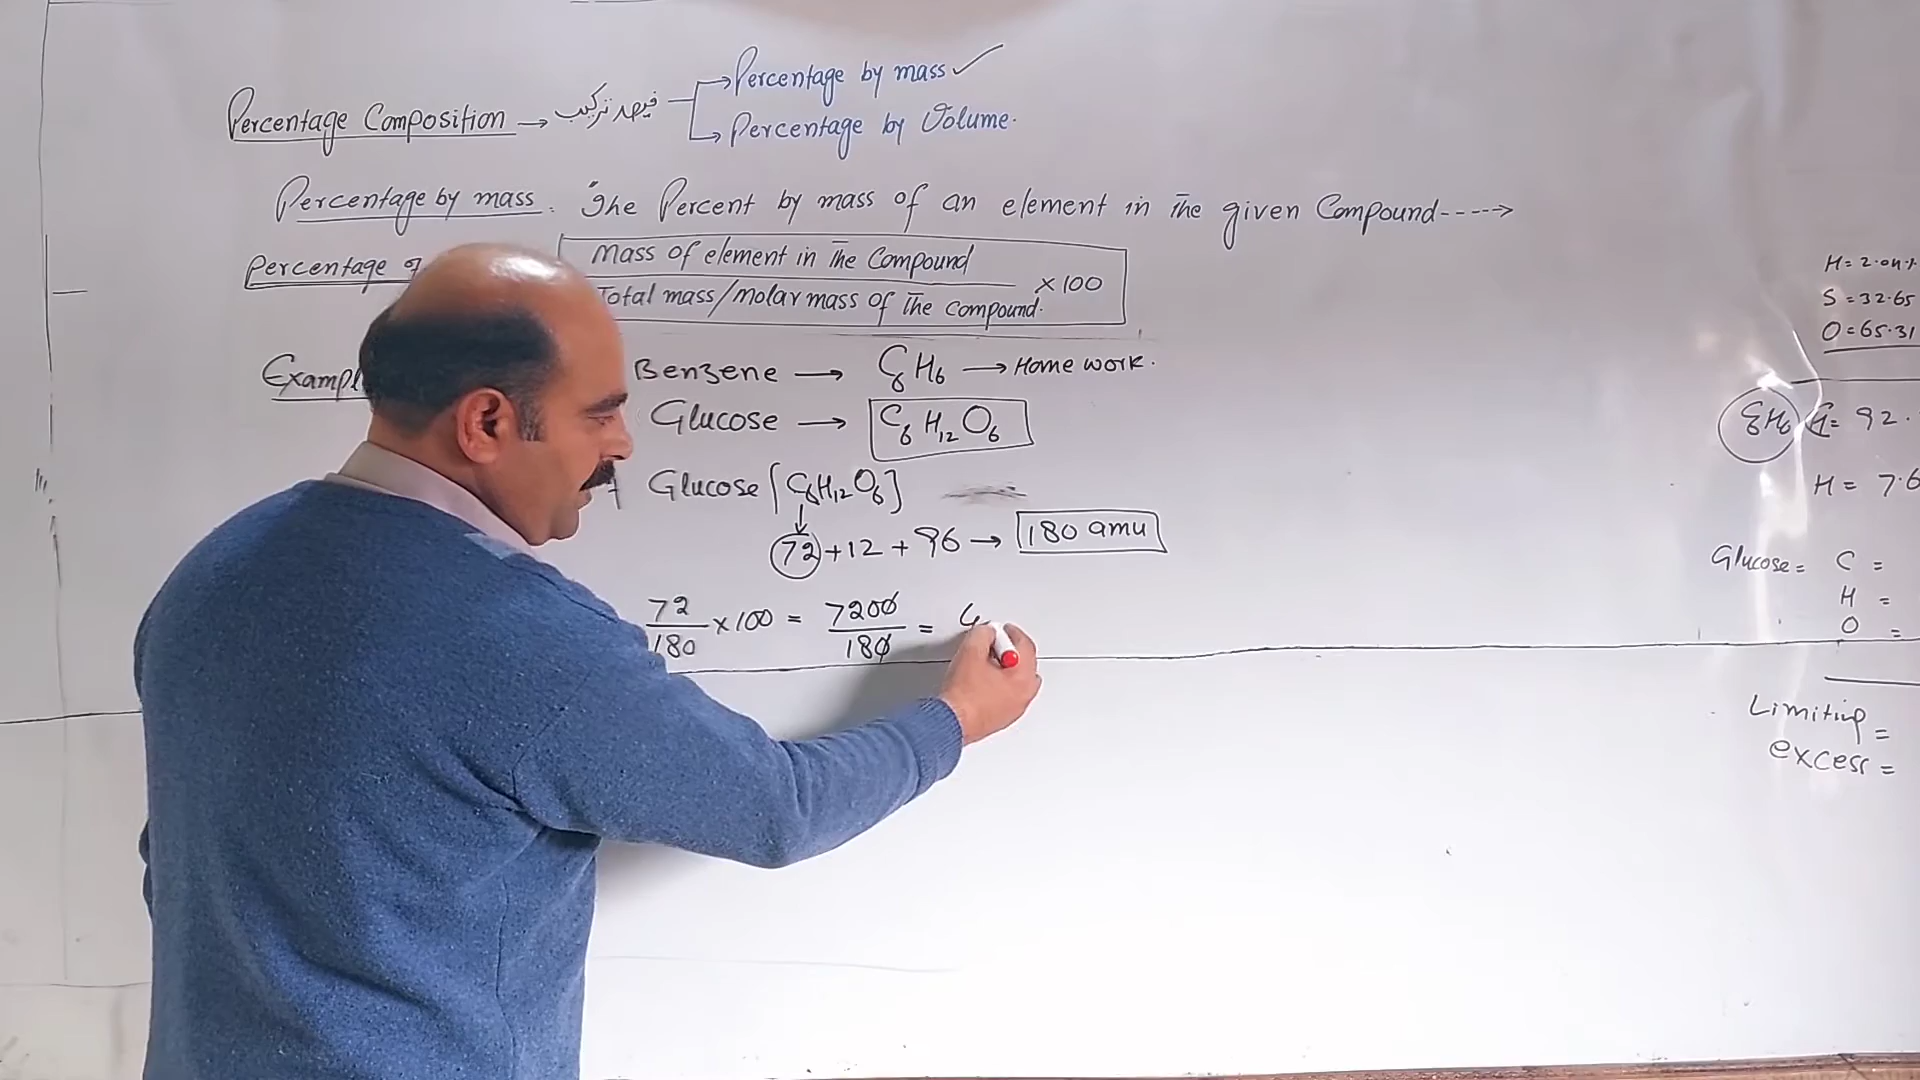 Percentage by mass ✓
Percentage Composition → فیصد ترکیب
Percentage by Volume.
Percentage by mass. The Percent by mass of an element in The given Compound---->
Percentage of
Mass of element in The Compound
Total mass/molar mass of The compound. ×100
Example
Benzene → C6H6 → Home work.
Glucose → C6H12O6
Glucose [C6H12O6]
72 + 12 + 96 → 180 amu
72/180 ×100 = 7200/180 =
H = 2.04%
S = 32.65
O = 65.31
C6H6 C = 92.
H = 7.6
Glucose = C =
H =
O =
Limiting =
excess =